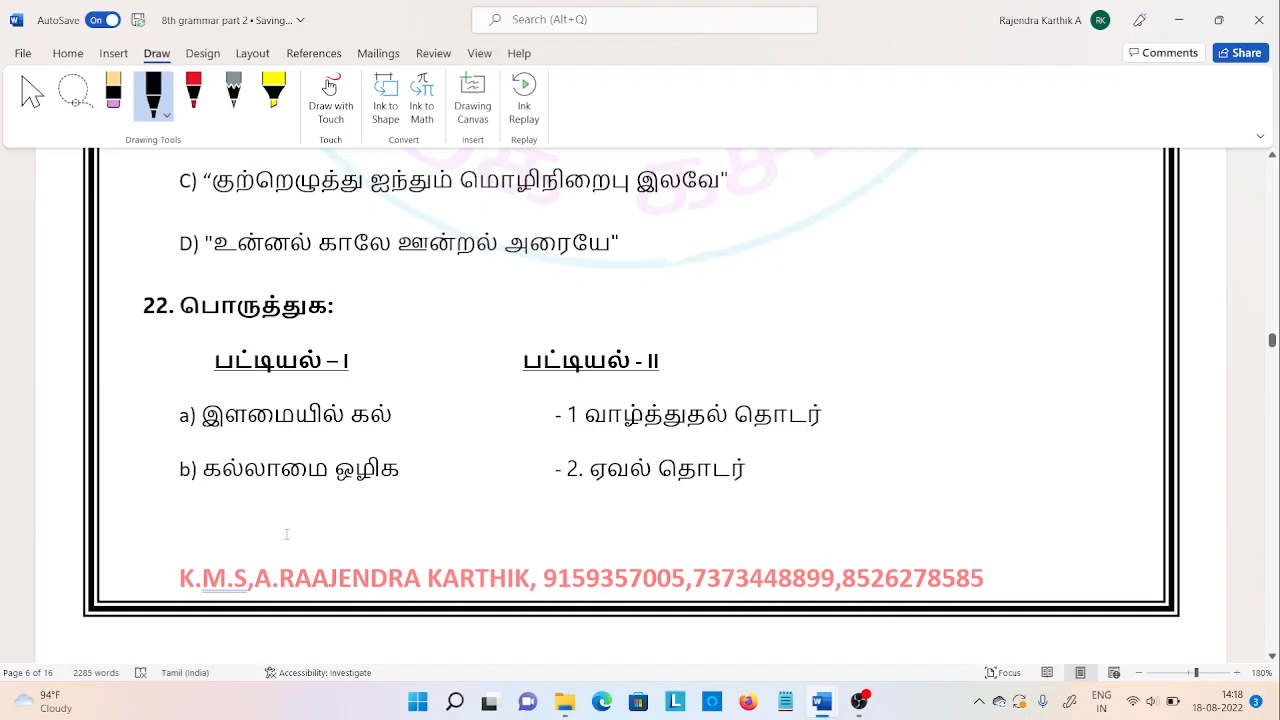 AutoSave On 8th grammar part 2 • Saving... Search (Alt+Q) Rajendra Karthik A RK
File Home Insert Draw Design Layout References Mailings Review View Help Comments Share
Draw with Touch Ink to Shape Ink to Math Drawing Canvas Ink Replay
Drawing Tools Touch Convert Insert Replay
C) “குற்றெழுத்து ஐந்தும் மொழிநிறைபு இலவே"
D) "உன்னல் காலே ஊன்றல் அரையே"
22. பொருத்துக:
பட்டியல் – I பட்டியல் - II
a) இளமையில் கல் - 1 வாழ்த்துதல் தொடர்
b) கல்லாமை ஒழிக - 2. ஏவல் தொடர்
K.M.S,A.RAAJENDRA KARTHIK, 9159357005,7373448899,8526278585
Page 6 of 16 2285 words Tamil (India) Accessibility: Investigate Focus 180%
94°F Cloudy ENG IN 14:18 18-08-2022 3